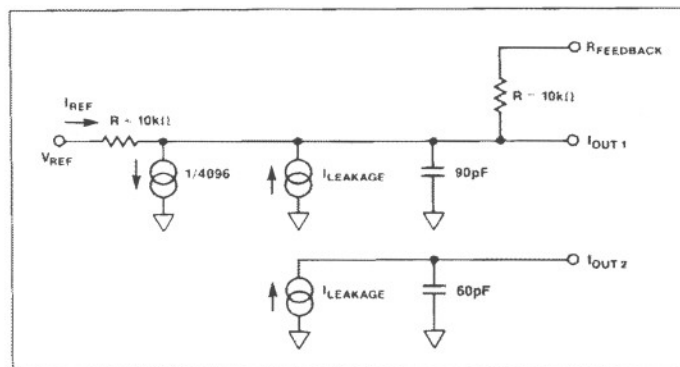 RFEEDBACK
IREF
R ~ 10kΩ
R ~ 10kΩ
VREF
IOUT 1
1/4096
ILEAKAGE
90pF
IOUT 2
ILEAKAGE
60pF